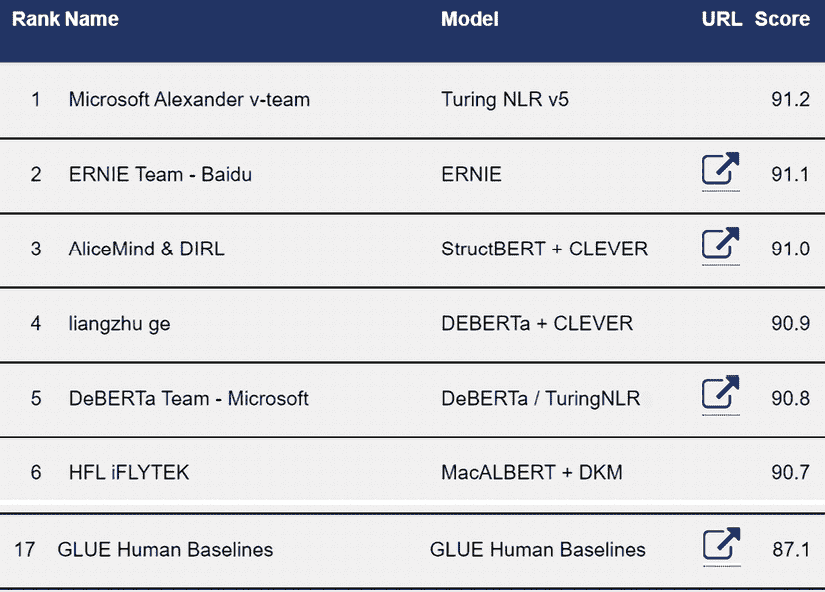 Rank Name Model URL Score
1 Microsoft Alexander v-team Turing NLR v5 91.2
2 ERNIE Team - Baidu ERNIE 91.1
3 AliceMind & DIRL StructBERT + CLEVER 91.0
4 liangzhu ge DEBERTa + CLEVER 90.9
5 DeBERTa Team - Microsoft DeBERTa / TuringNLR 90.8
6 HFL iFLYTEK MacALBERT + DKM 90.7
17 GLUE Human Baselines GLUE Human Baselines 87.1